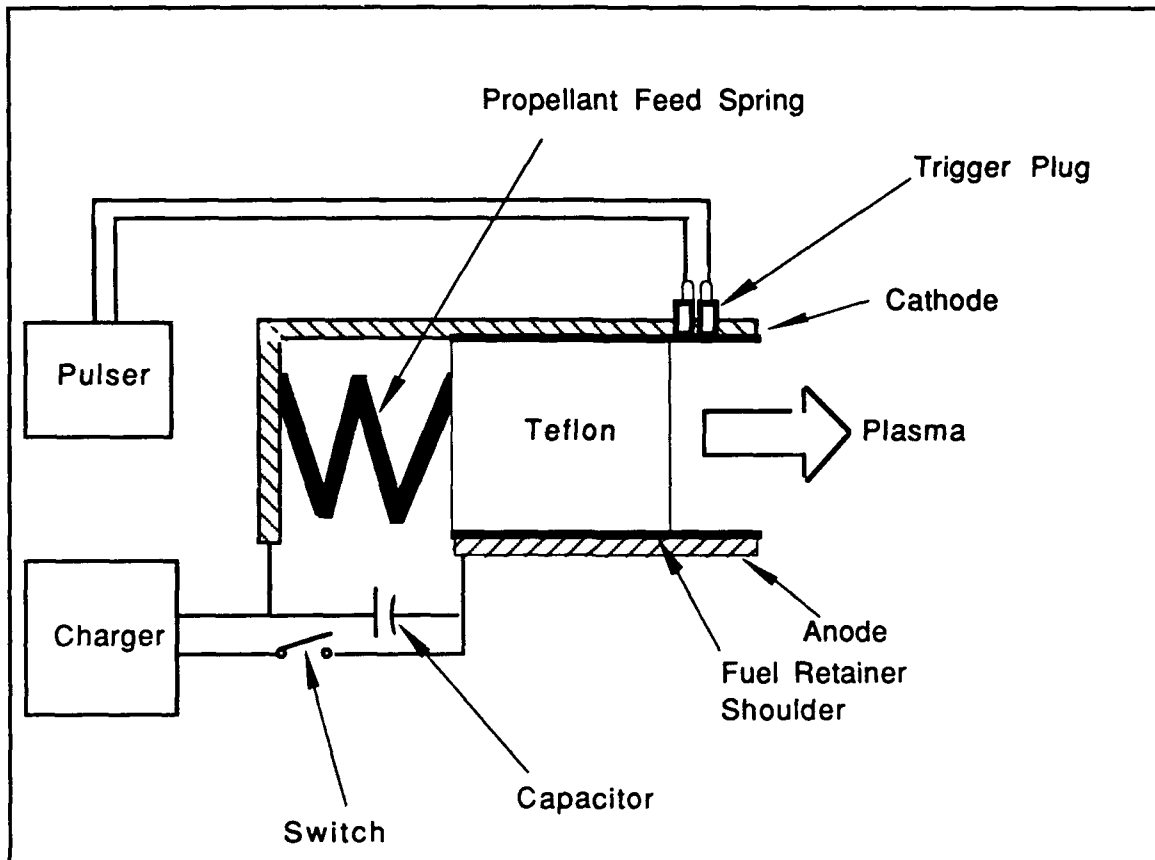 Propellant Feed Spring
Trigger Plug
Cathode
Pulser
Teflon
Plasma
Charger
Anode
Fuel Retainer
Shoulder
Capacitor
Switch